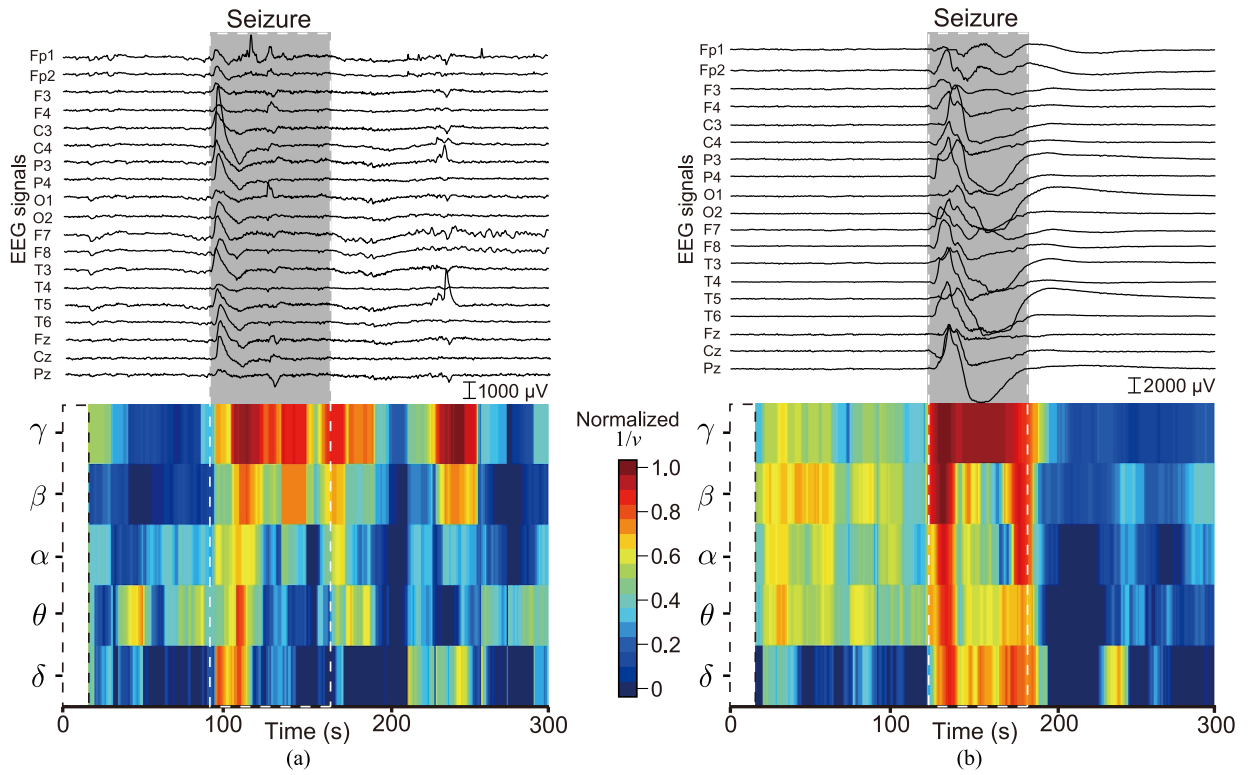 Seizure
EEG signals
Fp1
Fp2
F3
F4
C3
C4
P3
P4
O1
O2
F7
F8
T3
T4
T5
T6
Fz
Cz
Pz
1000 μV
γ
β
α
θ
δ
0
100
200
300
Time (s)
(a)
Normalized
1/v
1.0
0.8
0.6
0.4
0.2
0
Seizure
EEG signals
Fp1
Fp2
F3
F4
C3
C4
P3
P4
O1
O2
F7
F8
T3
T4
T5
T6
Fz
Cz
Pz
2000 μV
γ
β
α
θ
δ
0
100
200
300
Time (s)
(b)